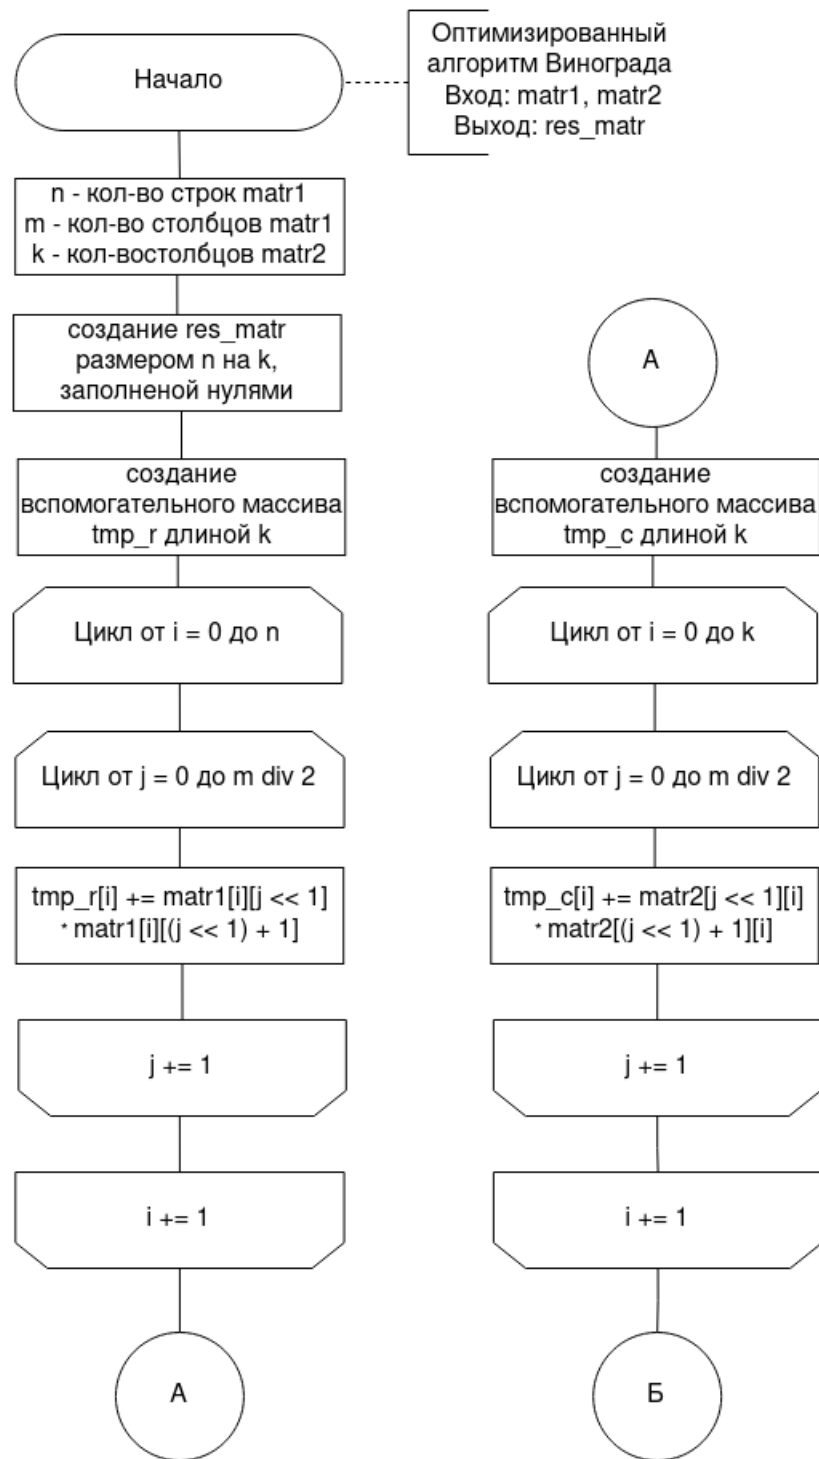 Начало
Оптимизированный
алгоритм Винограда
Вход: matr1, matr2
Выход: res_matr
n - кол-во строк matr1
m - кол-во столбцов matr1
k - кол-востолбцов matr2
создание res_matr
размером n на k,
заполненой нулями
создание
вспомогательного массива
tmp_r длиной k
Цикл от i = 0 до n
Цикл от j = 0 до m div 2
tmp_r[i] += matr1[i][j << 1]
* matr1[i][(j << 1) + 1]
j += 1
i += 1
А
А
создание
вспомогательного массива
tmp_c длиной k
Цикл от i = 0 до k
Цикл от j = 0 до m div 2
tmp_c[i] += matr2[j << 1][i]
* matr2[(j << 1) + 1][i]
j += 1
i += 1
Б